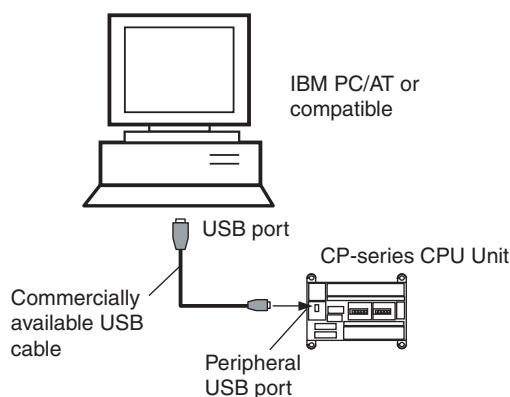 IBM PC/AT or
compatible
USB port
CP-series CPU Unit
Commercially
available USB
cable
Peripheral
USB port